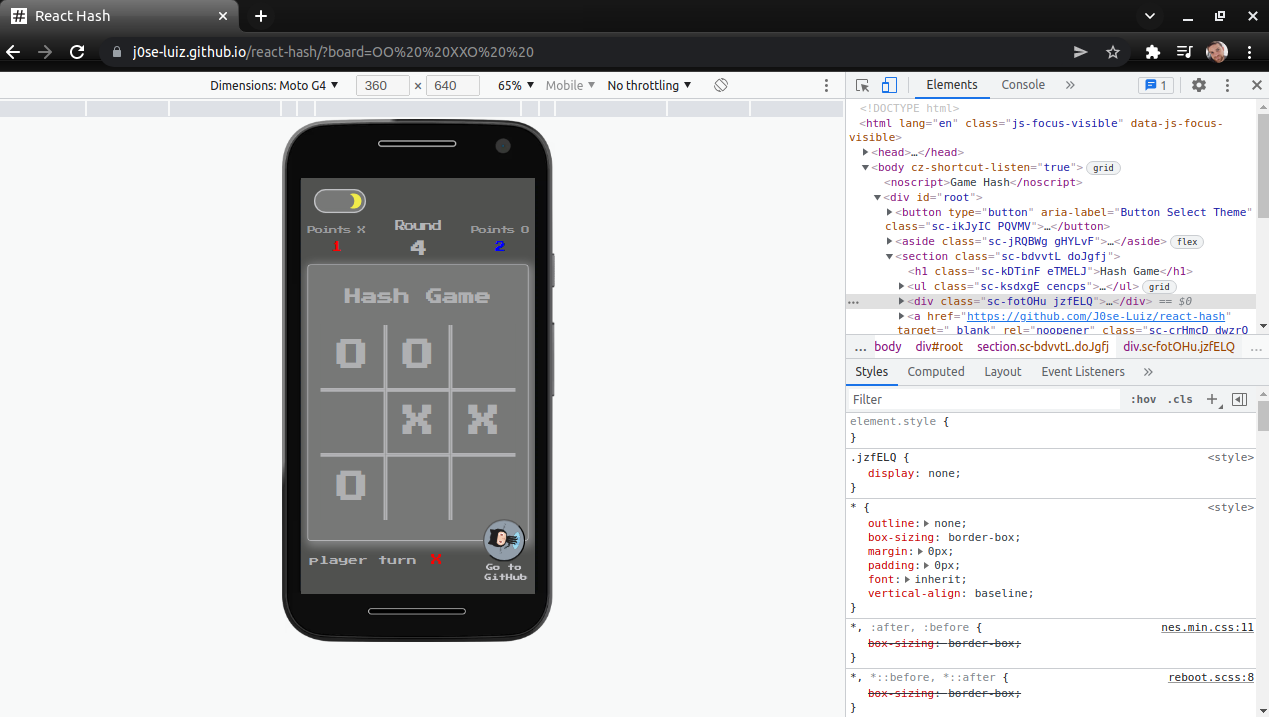 React Hash
j0se-luiz.github.io/react-hash/?board=OO%20%20XXO%20%20
Dimensions: Moto G4 360 × 640 65% Mobile No throttling
Points X
1
Round
4
Points O
2
Hash Game
O O
X X
O
player turn X
Go to
GitHub
Elements Console » 1
<!DOCTYPE html>
<html lang="en" class="js-focus-visible" data-js-focus-
visible>
<head>…</head>
<body cz-shortcut-listen="true"> grid
<noscript>Game Hash</noscript>
<div id="root">
<button type="button" aria-label="Button Select Theme"
class="sc-ikJyIC PQVMV">…</button>
<aside class="sc-jRQBWg gHYLvF">…</aside> flex
<section class="sc-bdvvtL doJgfj">
<h1 class="sc-kDTinF eTMELJ">Hash Game</h1>
<ul class="sc-ksdxgE cencps">…</ul> grid
… <div class="sc-fotOHu jzfELQ">…</div> == $0
<a href="https://github.com/J0se-Luiz/react-hash"
target="_blank" rel="noopener" class="sc-crHmcD dwzrQ
… body div#root section.sc-bdvvtL.doJgfj div.sc-fotOHu.jzfELQ …
Styles Computed Layout Event Listeners »
Filter :hov .cls +
element.style {
}
.jzfELQ { <style>
display: none;
}
* { <style>
outline: none;
box-sizing: border-box;
margin: 0px;
padding: 0px;
font: inherit;
vertical-align: baseline;
}
*, :after, :before { nes.min.css:11
box-sizing: border-box;
}
*, *::before, *::after { reboot.scss:8
box-sizing: border-box;
}